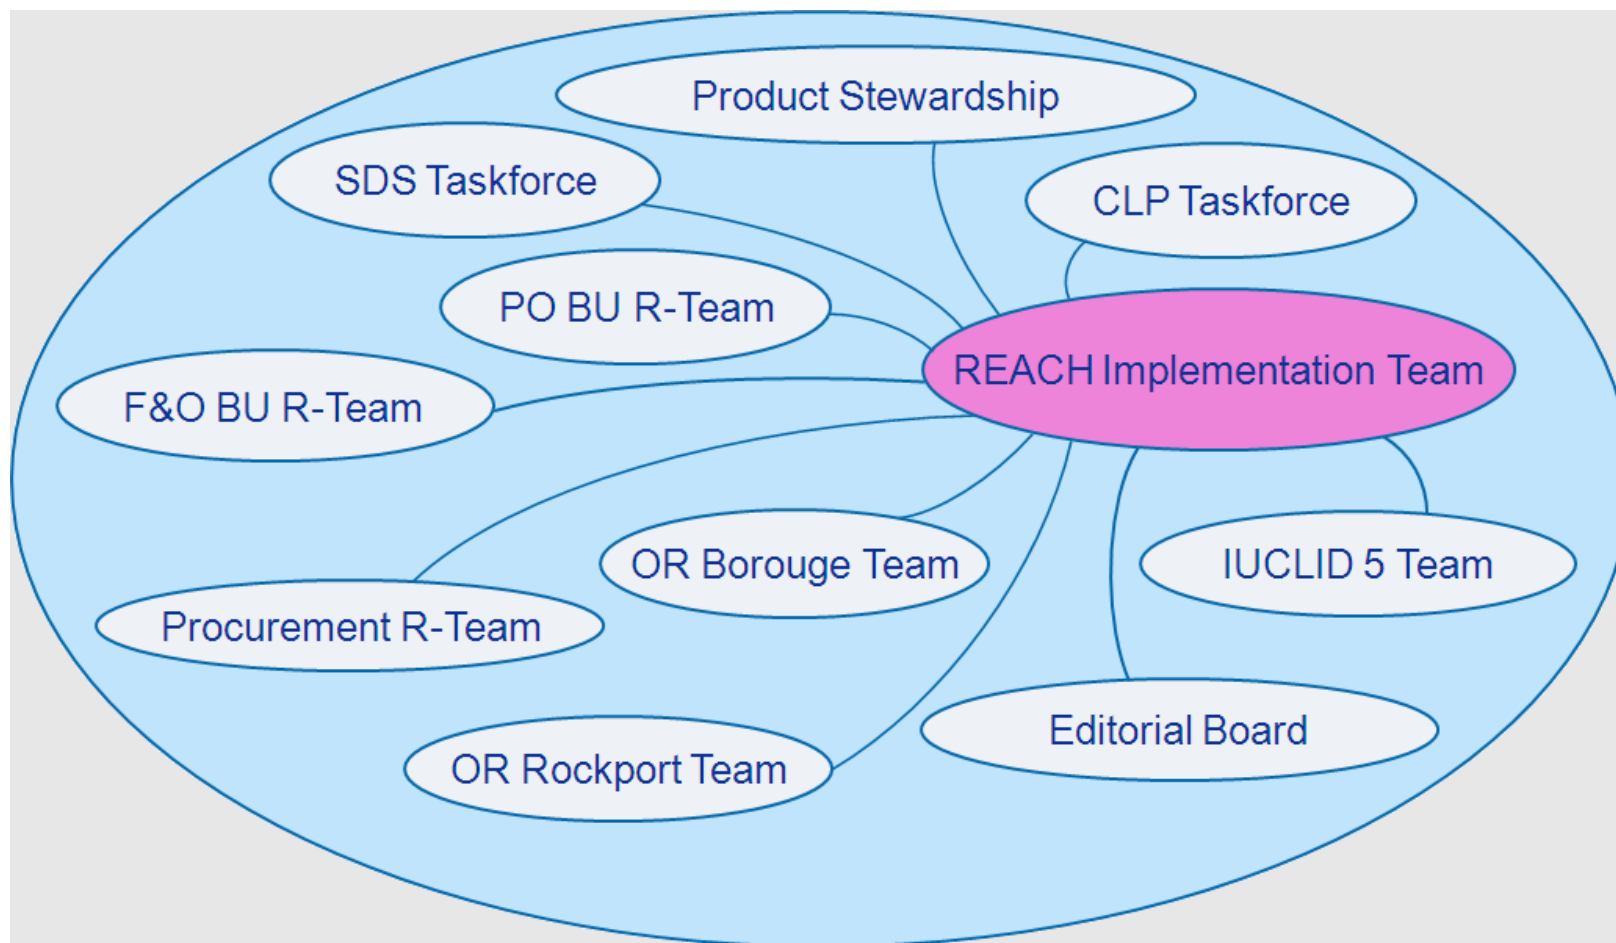 Product Stewardship
SDS Taskforce
CLP Taskforce
PO BU R-Team
REACH Implementation Team
F&O BU R-Team
OR Borouge Team
IUCLID 5 Team
Procurement R-Team
Editorial Board
OR Rockport Team